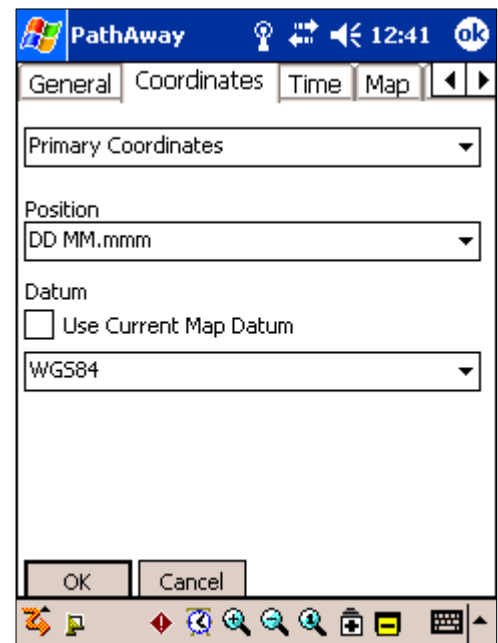 PathAway 12:41 ok
General Coordinates Time Map
Primary Coordinates
Position
DD MM.mmm
Datum
Use Current Map Datum
WGS84
OK Cancel